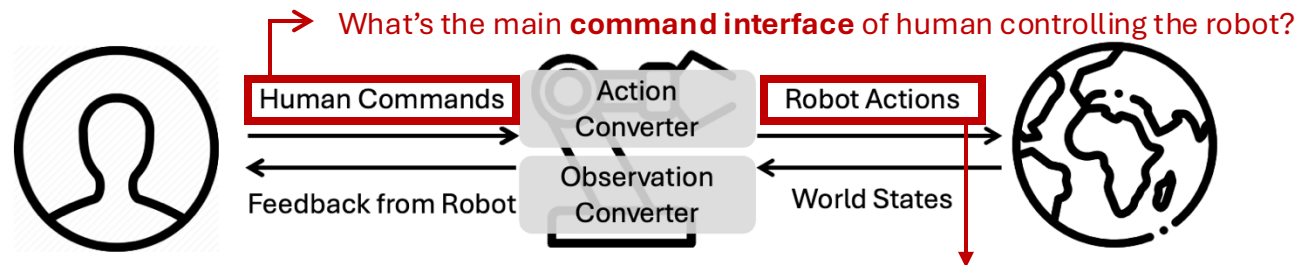 What's the main command interface of human controlling the robot?
Human Commands
Action
Converter
Robot Actions
Feedback from Robot
Observation
Converter
World States